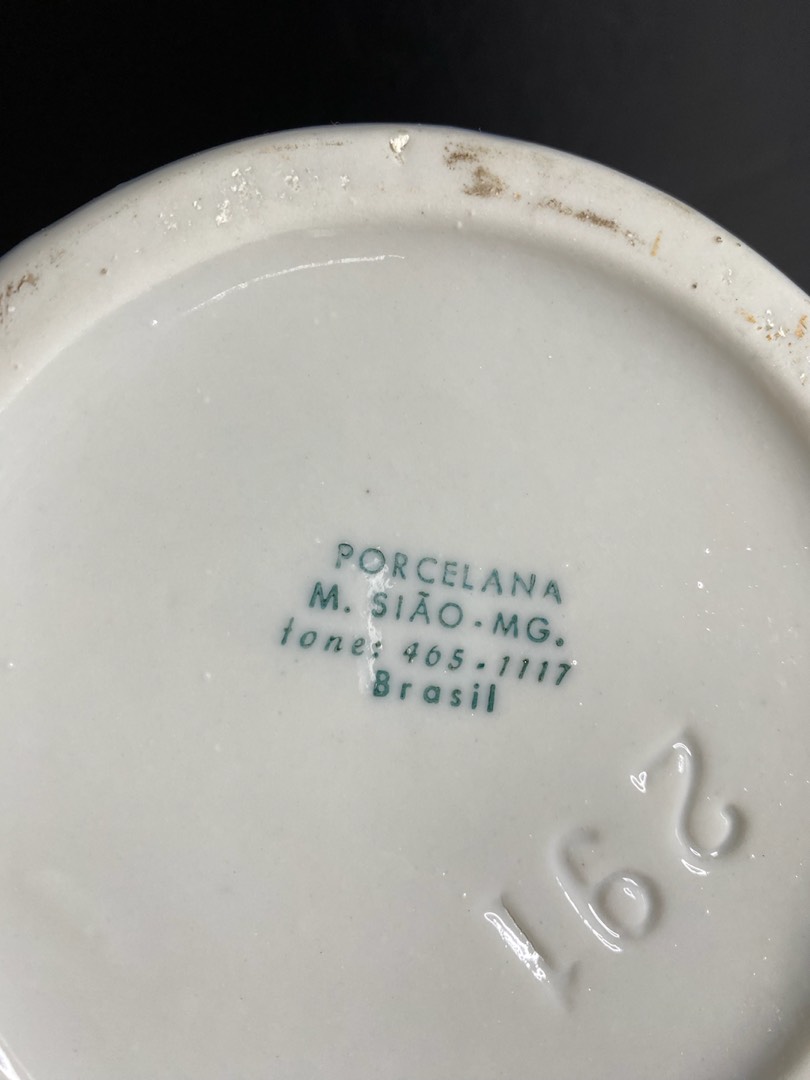 PORCELANA
M. SIÃO - MG.
fone: 465-1117
Brasil
162